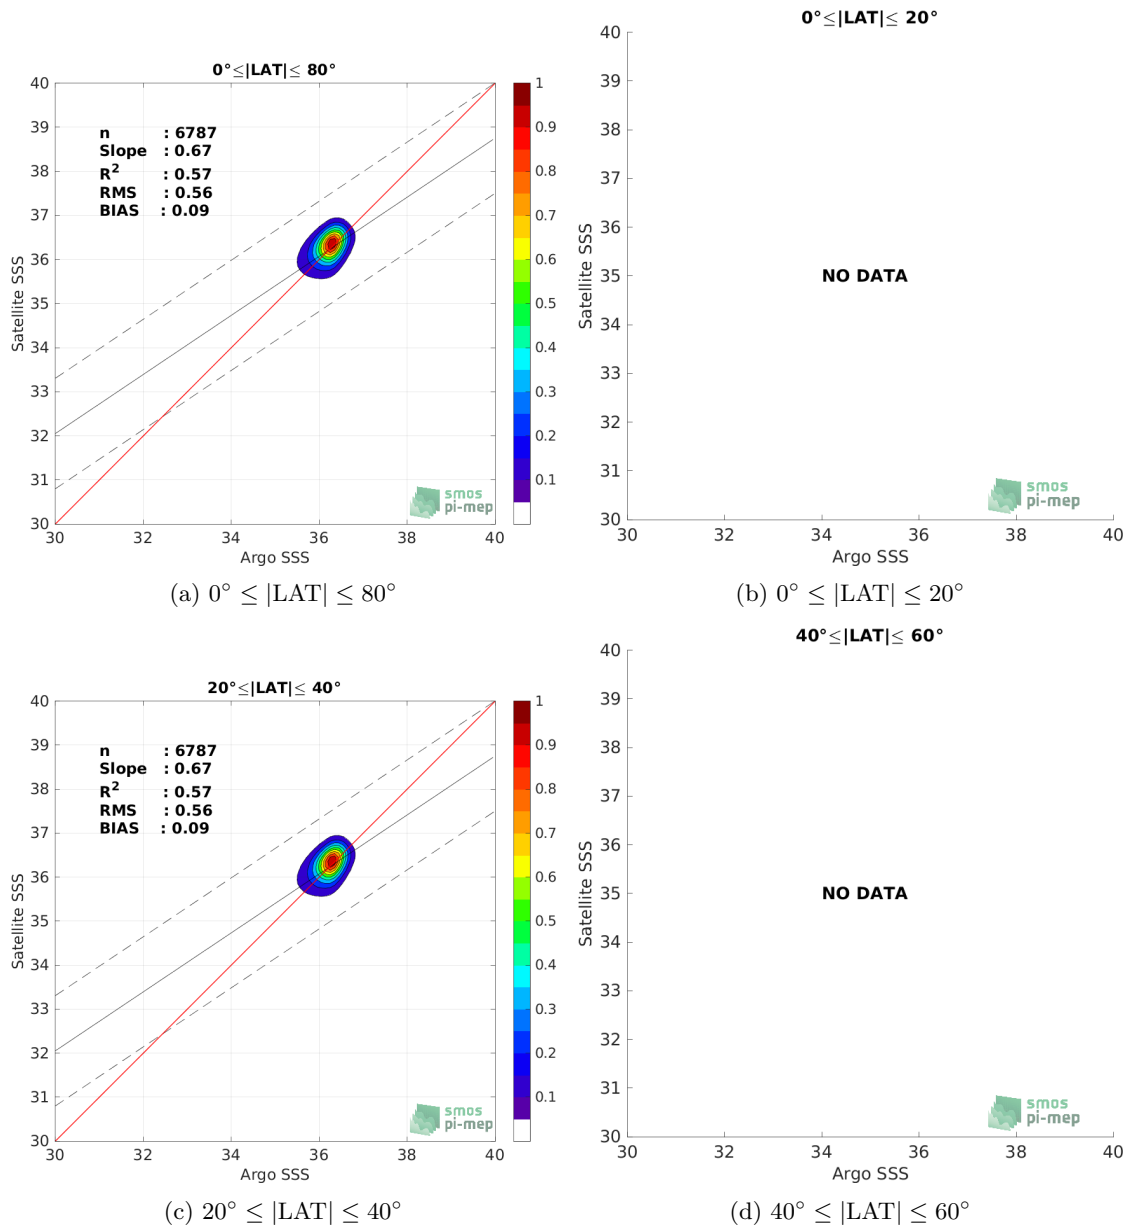 0°≤|LAT|≤ 80°
40
39
38
37
36
35
34
33
32
31
30
Satellite SSS
n : 6787
Slope : 0.67
R² : 0.57
RMS : 0.56
BIAS : 0.09
1
0.9
0.8
0.7
0.6
0.5
0.4
0.3
0.2
0.1
smos
pi-mep
30 32 34 36 38 40
Argo SSS
(a) 0° ≤ |LAT| ≤ 80°
0°≤|LAT|≤ 20°
40
39
38
37
36
35
34
33
32
31
30
Satellite SSS
NO DATA
smos
pi-mep
30 32 34 36 38 40
Argo SSS
(b) 0° ≤ |LAT| ≤ 20°
20°≤|LAT|≤ 40°
40
39
38
37
36
35
34
33
32
31
30
Satellite SSS
n : 6787
Slope : 0.67
R² : 0.57
RMS : 0.56
BIAS : 0.09
1
0.9
0.8
0.7
0.6
0.5
0.4
0.3
0.2
0.1
smos
pi-mep
30 32 34 36 38 40
Argo SSS
(c) 20° ≤ |LAT| ≤ 40°
40°≤|LAT|≤ 60°
40
39
38
37
36
35
34
33
32
31
30
Satellite SSS
NO DATA
smos
pi-mep
30 32 34 36 38 40
Argo SSS
(d) 40° ≤ |LAT| ≤ 60°